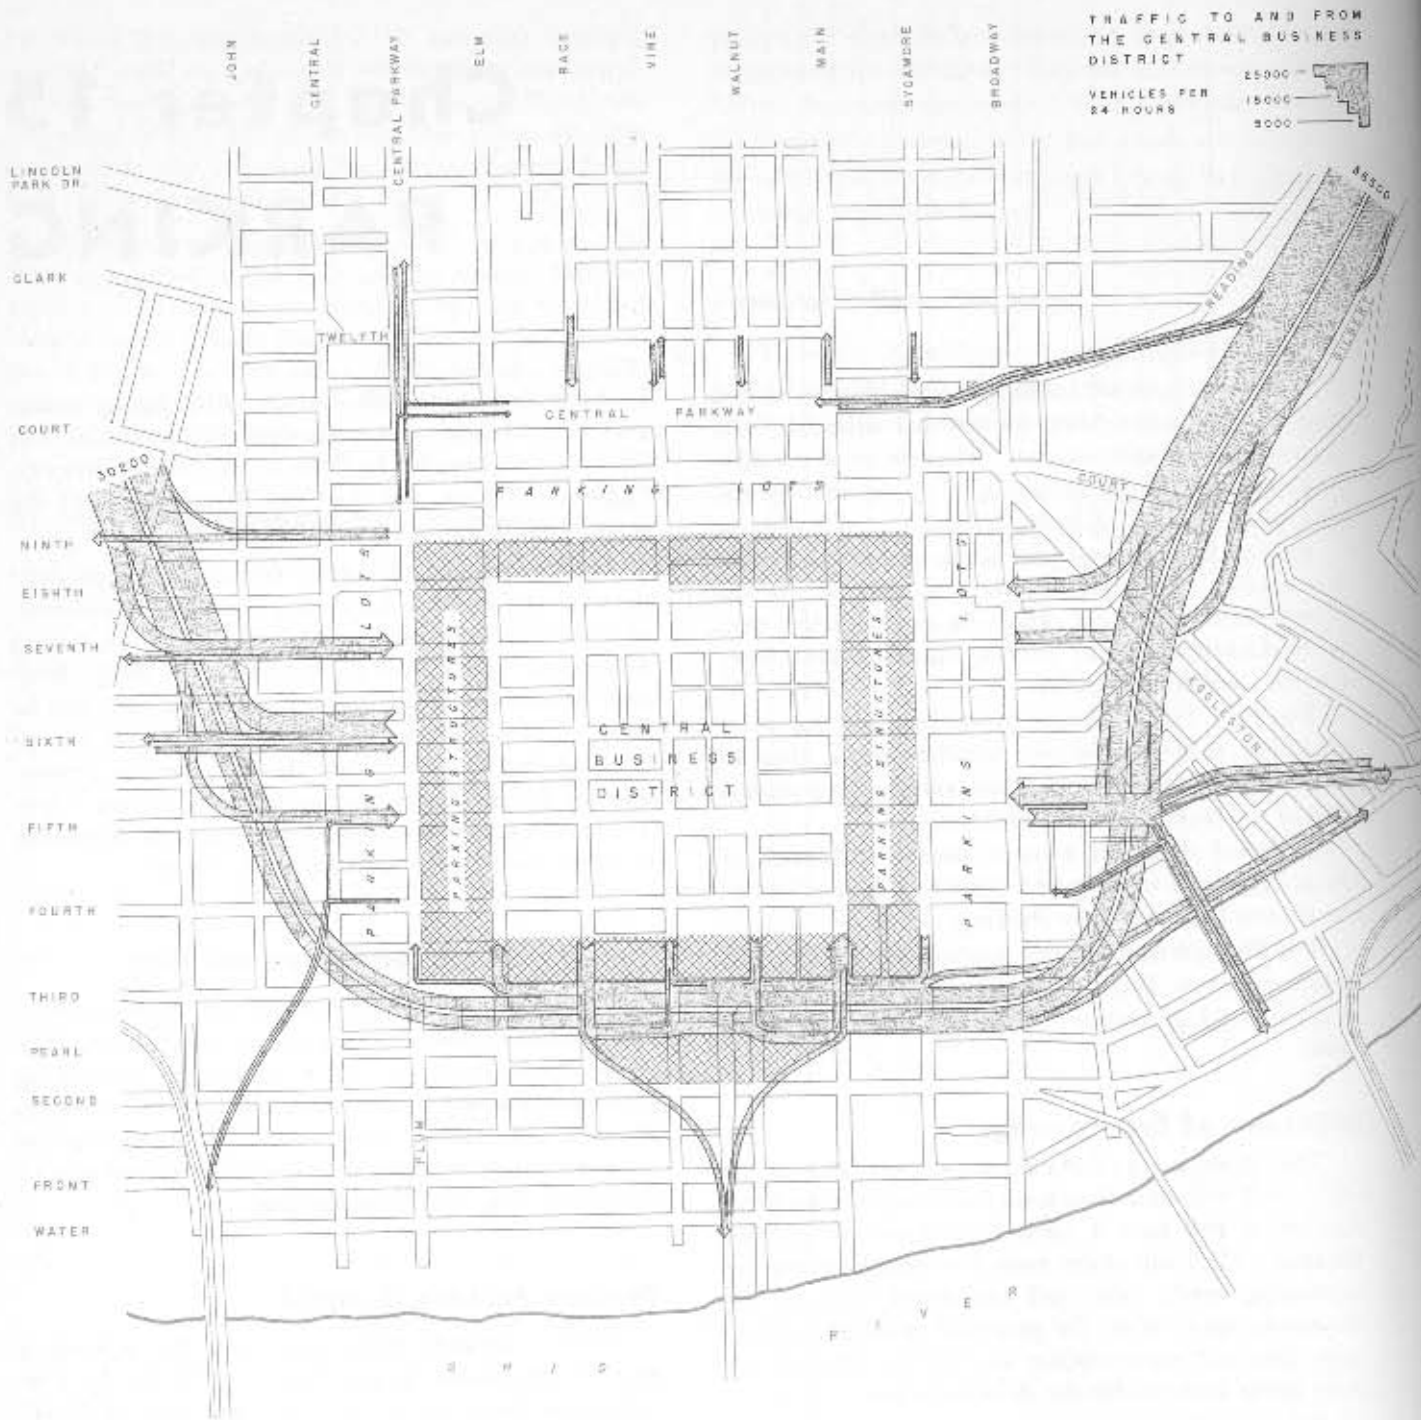 TRAFFIC TO AND FROM
THE CENTRAL BUSINESS
DISTRICT
VEHICLES PER
24 HOURS
25000
15000
5000
JOHN
CENTRAL
CENTRAL PARKWAY
ELM
RACE
VINE
WALNUT
MAIN
SYCAMORE
BROADWAY
LINCOLN
PARK DR.
CLARK
COURT
NINTH
EIGHTH
SEVENTH
SIXTH
FIFTH
FOURTH
THIRD
PEARL
SECOND
FRONT
WATER
TWELFTH
CENTRAL PARKWAY
READING
GILBERT
COURT
30200
PARKING LOTS
PARKING LOTS
PARKING LOTS
PARKING STRUCTURES
PARKING STRUCTURES
CENTRAL
BUSINESS
DISTRICT
EGGLESTON
PLUM
OHIO RIVER